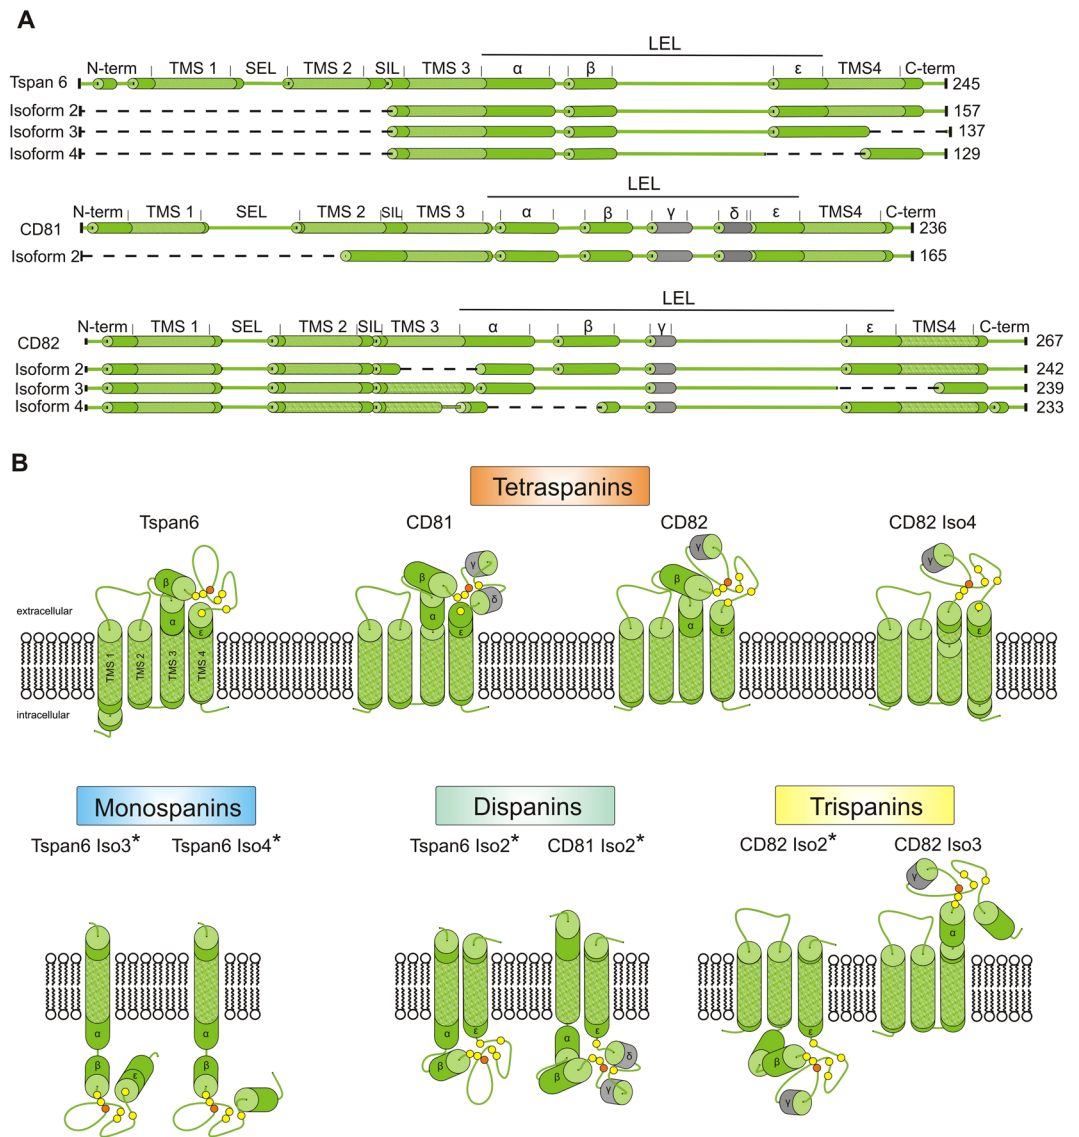 A
LEL
N-term TMS 1 SEL TMS 2 SIL TMS 3 α β ε TMS4 C-term
Tspan 6 245
Isoform 2 157
Isoform 3 137
Isoform 4 129
LEL
N-term TMS 1 SEL TMS 2 SIL TMS 3 α β γ δ ε TMS4 C-term
CD81 236
Isoform 2 165
LEL
N-term TMS 1 SEL TMS 2 SIL TMS 3 α β γ ε TMS4 C-term
CD82 267
Isoform 2 242
Isoform 3 239
Isoform 4 233
B
Tetraspanins
Tspan6 CD81 CD82 CD82 Iso4
γ γ γ
β β β δ
extracellular
α ε α ε α ε ε
TMS 1 TMS 2 TMS 3 TMS 4
intracellular
Monospanins Dispanins Trispanins
Tspan6 Iso3* Tspan6 Iso4* Tspan6 Iso2* CD81 Iso2* CD82 Iso2* CD82 Iso3
γ
α
α α α ε ε ε
α
β ε β β β δ β
γ γ